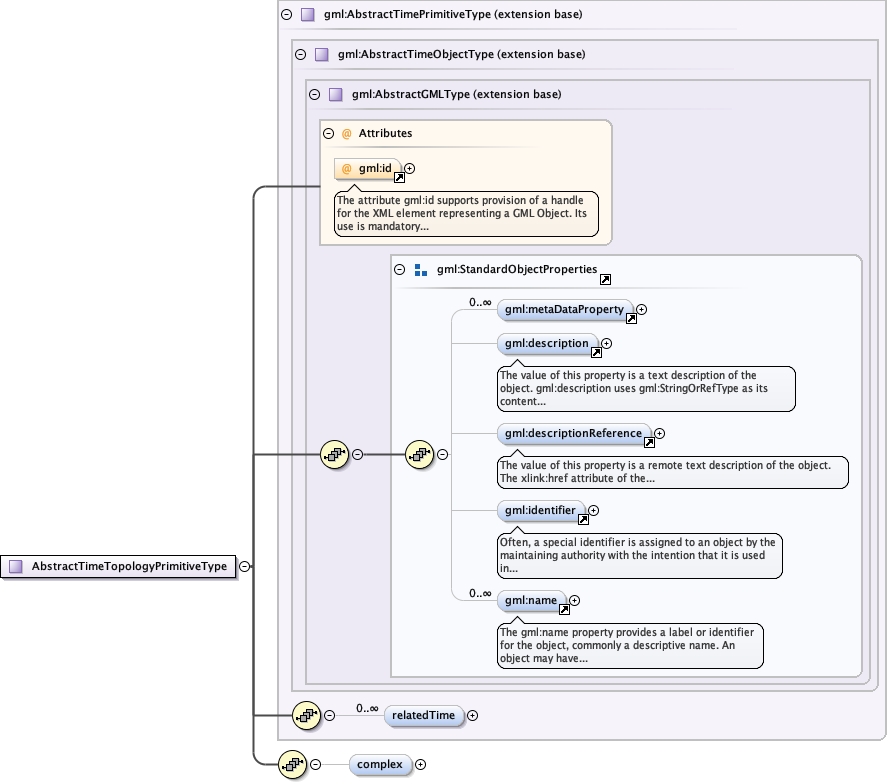 gml:AbstractTimePrimitiveType (extension base)
gml:AbstractTimeObjectType (extension base)
gml:AbstractGMLType (extension base)
@ Attributes
@ gml:id
The attribute gml:id supports provision of a handle
for the XML element representing a GML Object. Its
use is mandatory...
gml:StandardObjectProperties
0..∞
gml:metaDataProperty
gml:description
The value of this property is a text description of the
object. gml:description uses gml:StringOrRefType as its
content...
gml:descriptionReference
The value of this property is a remote text description of the object.
The xlink:href attribute of the...
gml:identifier
Often, a special identifier is assigned to an object by the
maintaining authority with the intention that it is used
in...
AbstractTimeTopologyPrimitiveType
0..∞
gml:name
The gml:name property provides a label or identifier
for the object, commonly a descriptive name. An
object may have...
0..∞
relatedTime
complex